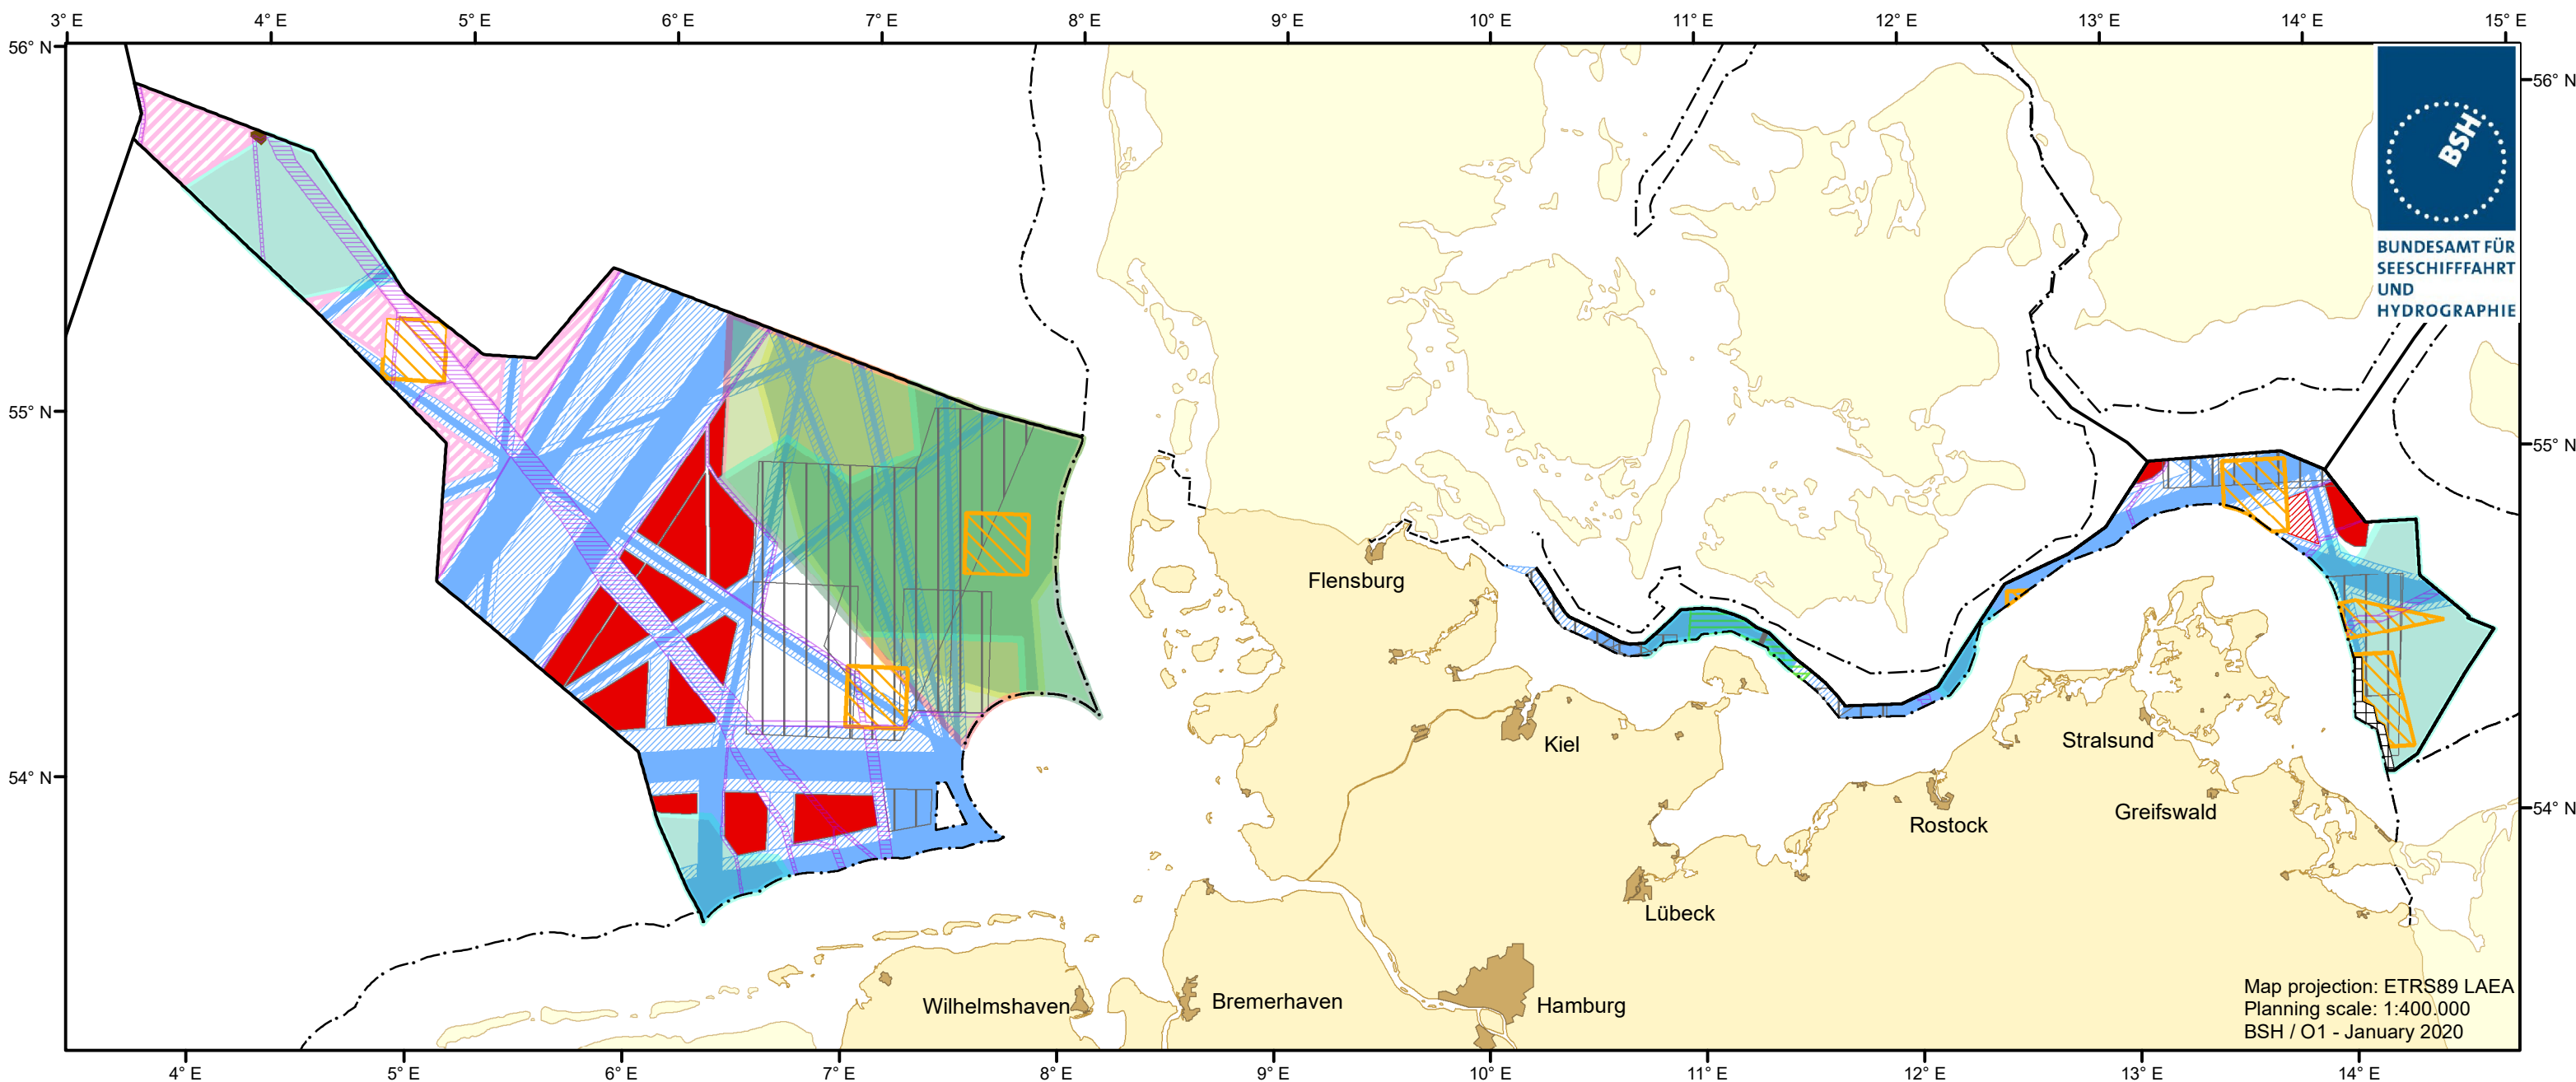 3° E
4° E
5° E
6° E
7° E
8° E
9° E
10° E
11° E
12° E
13° E
14° E
15° E
56° N
56° N
BSH
BUNDESAMT FÜR
SEESCHIFFFAHRT
UND
HYDROGRAPHIE
55° N
55° N
Flensburg
Kiel
Stralsund
54° N
54° N
Greifswald
Rostock
Lübeck
Wilhelmshaven
Bremerhaven
Hamburg
Map projection: ETRS89 LAEA
Planning scale: 1:400.000
BSH / O1 - January 2020
4° E
5° E
6° E
7° E
8° E
9° E
10° E
11° E
12° E
13° E
14° E